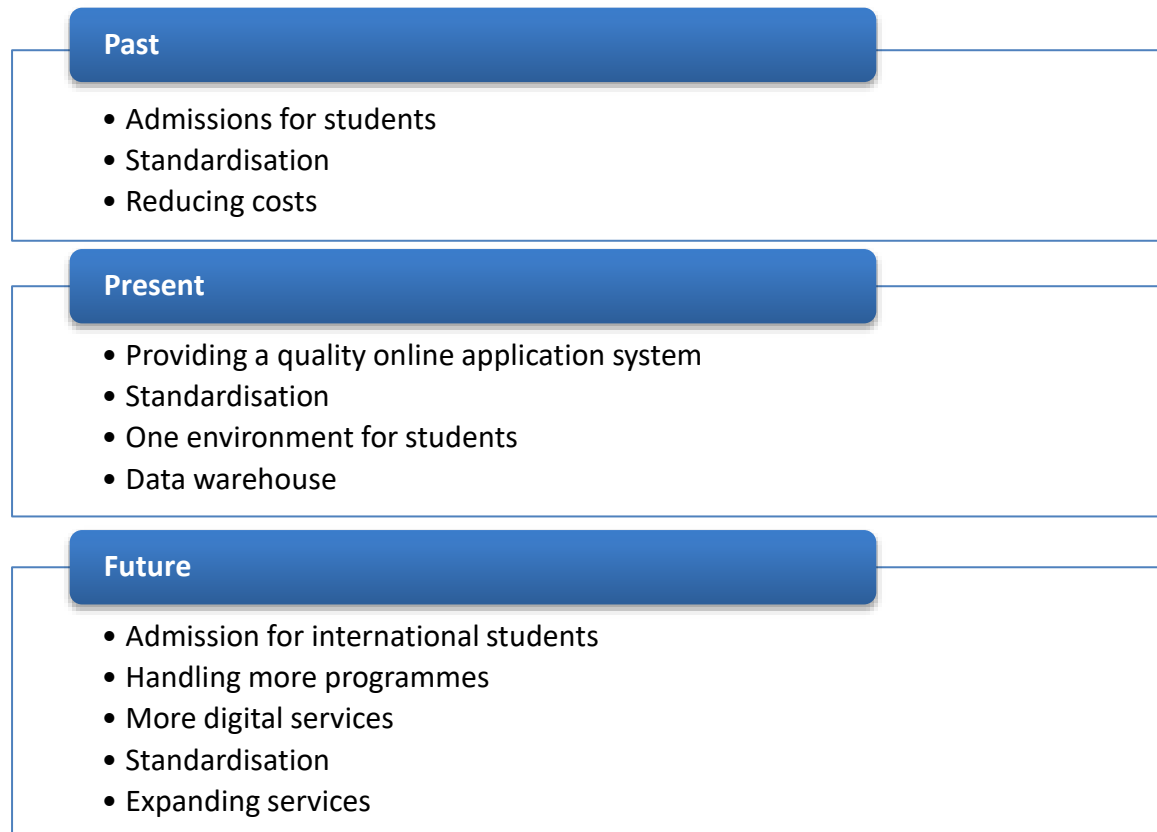 Past
• Admissions for students
• Standardisation
• Reducing costs
Present
• Providing a quality online application system
• Standardisation
• One environment for students
• Data warehouse
Future
• Admission for international students
• Handling more programmes
• More digital services
• Standardisation
• Expanding services